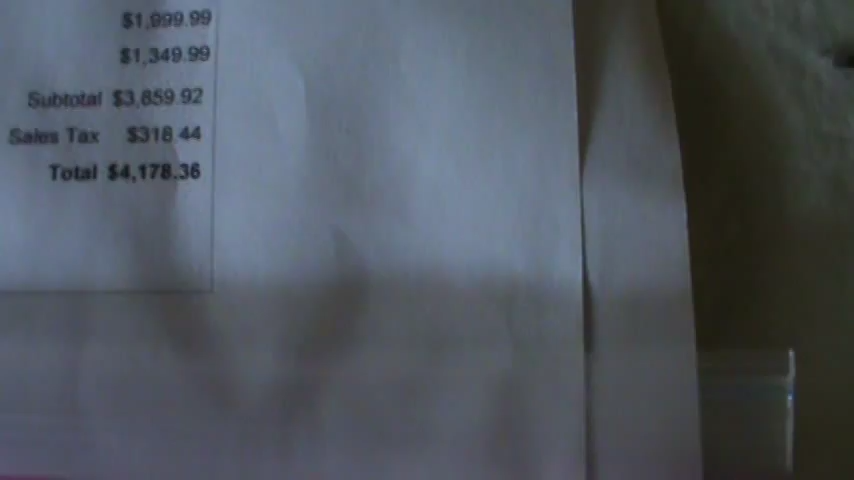 $1,999.99
$1,349.99
Subtotal $3,859.92
Sales Tax $318.44
Total $4,178.36